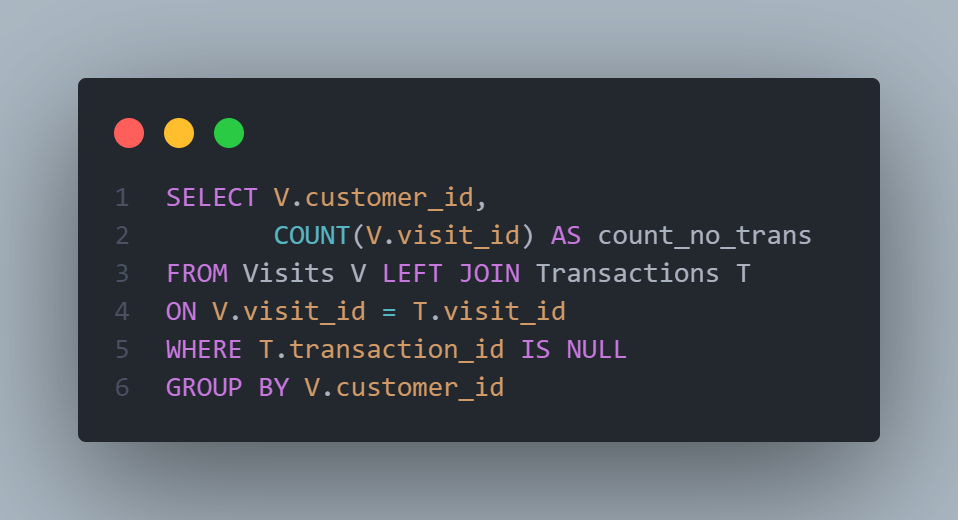 1 SELECT V.customer_id,
2 COUNT(V.visit_id) AS count_no_trans
3 FROM Visits V LEFT JOIN Transactions T
4 ON V.visit_id = T.visit_id
5 WHERE T.transaction_id IS NULL
6 GROUP BY V.customer_id